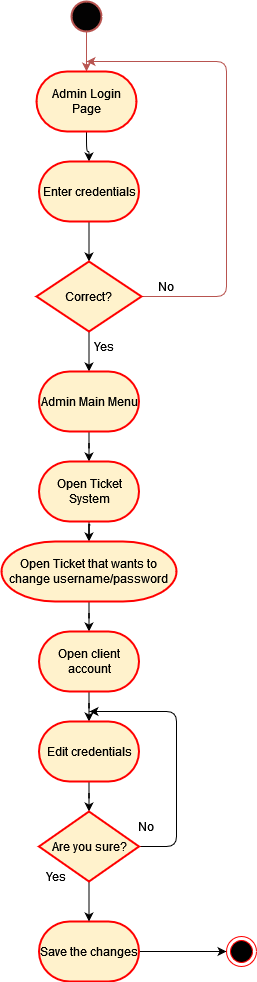 Admin Login
Page
Enter credentials
Correct?
No
Yes
Admin Main Menu
Open Ticket
System
Open Ticket that wants to
change username/password
Open client
account
Edit credentials
No
Are you sure?
Yes
Save the changes